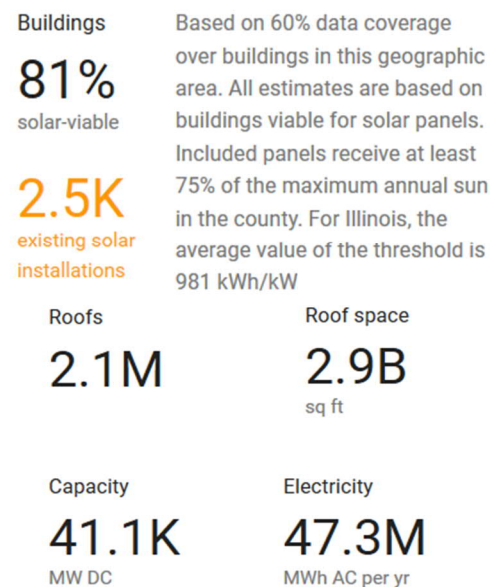 Buildings
81%
solar-viable
2.5K
existing solar
installations
Based on 60% data coverage
over buildings in this geographic
area. All estimates are based on
buildings viable for solar panels.
Included panels receive at least
75% of the maximum annual sun
in the county. For Illinois, the
average value of the threshold is
981 kWh/kW
Roofs
2.1M
Roof space
2.9B
sq ft
Capacity
41.1K
MW DC
Electricity
47.3M
MWh AC per yr